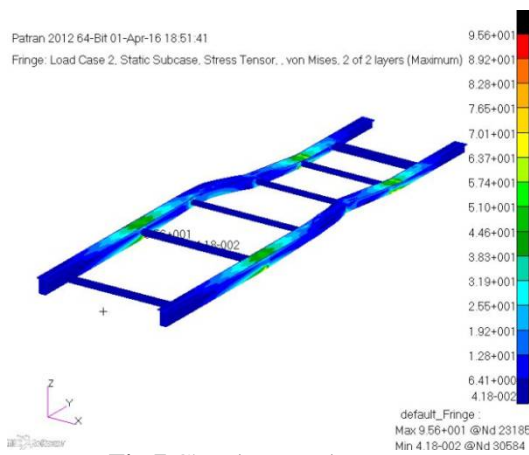 Patran 2012 64-Bit 01-Apr-16 18:51:41
Fringe: Load Case 2, Static Subcase, Stress Tensor, , von Mises, 2 of 2 layers (Maximum)
9.56+001
8.92+001
8.28+001
7.65+001
7.01+001
6.37+001
5.74+001
5.10+001
4.46+001
3.83+001
3.19+001
2.55+001
1.92+001
1.28+001
6.41+000
4.18-002
4.18-002
Z
Y
X
default_Fringe :
Max 9.56+001 @Nd 23185
Min 4.18-002 @Nd 30584